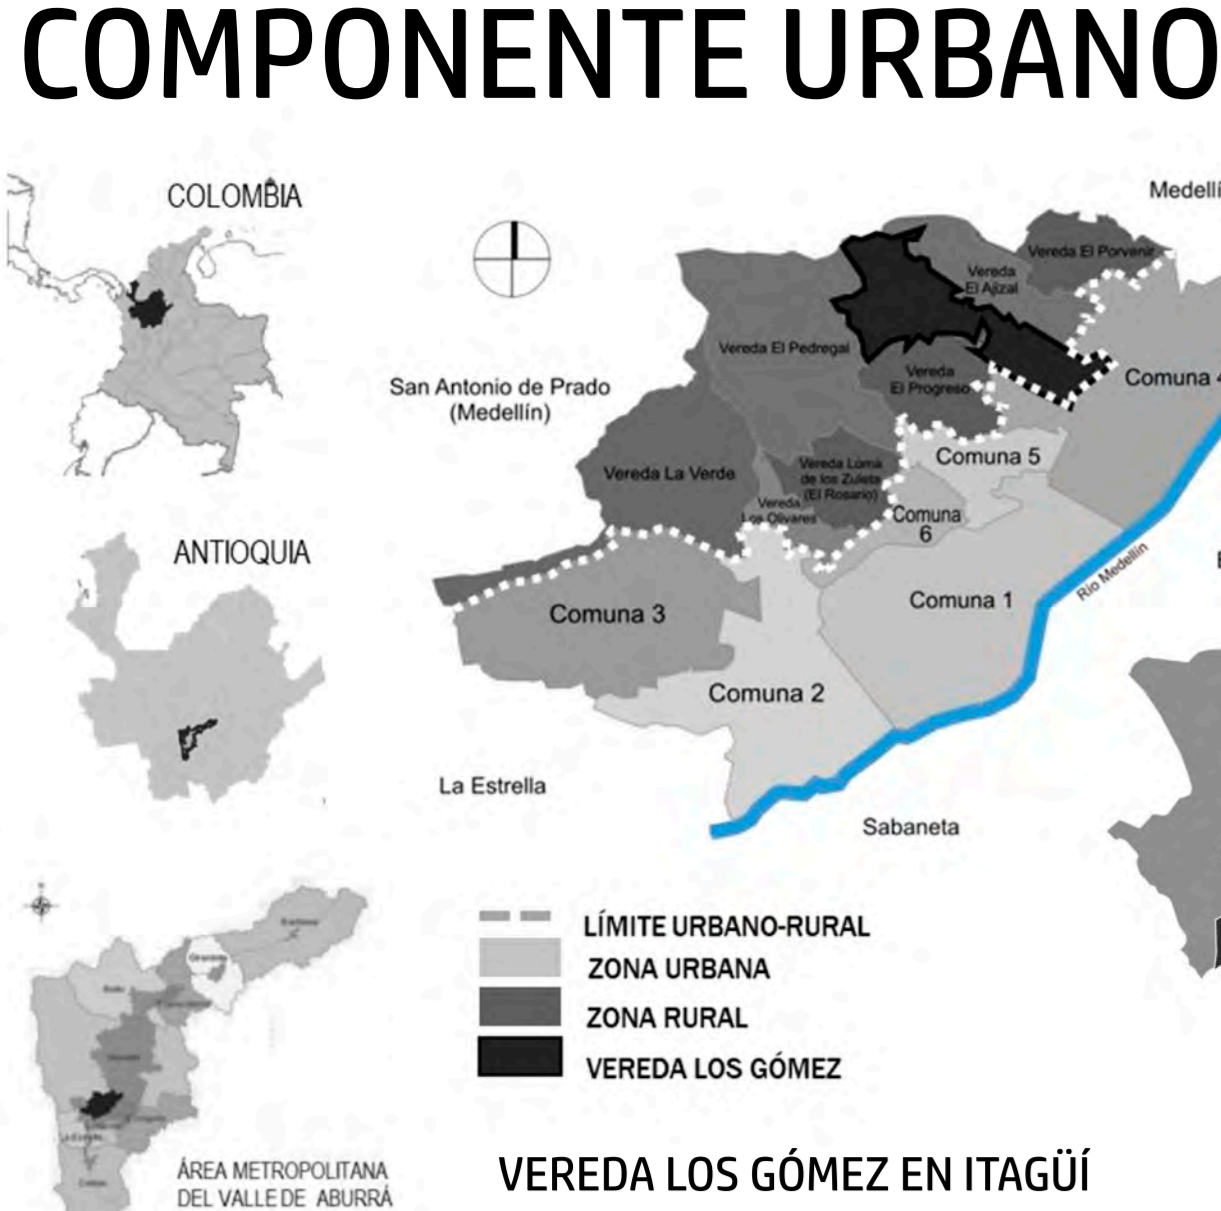 COMPONENTE URBANO
COLOMBIA
Medellí
Vereda El Porvenir
Vereda
El Ajizal
Vereda El Pedregal
Vereda
El Progreso
San Antonio de Prado
(Medellín)
Comuna 4
Comuna 5
Vereda La Verde
Vereda Loma
de los Zuleta
(El Rosario)
Vereda
Los Olivares
Comuna
6
ANTIOQUIA
Río Medellín
Comuna 1
Comuna 3
Comuna 2
La Estrella
Sabaneta
LÍMITE URBANO-RURAL
ZONA URBANA
ZONA RURAL
VEREDA LOS GÓMEZ
ÁREA METROPOLITANA
DEL VALLE DE ABURRÁ
VEREDA LOS GÓMEZ EN ITAGÜÍ